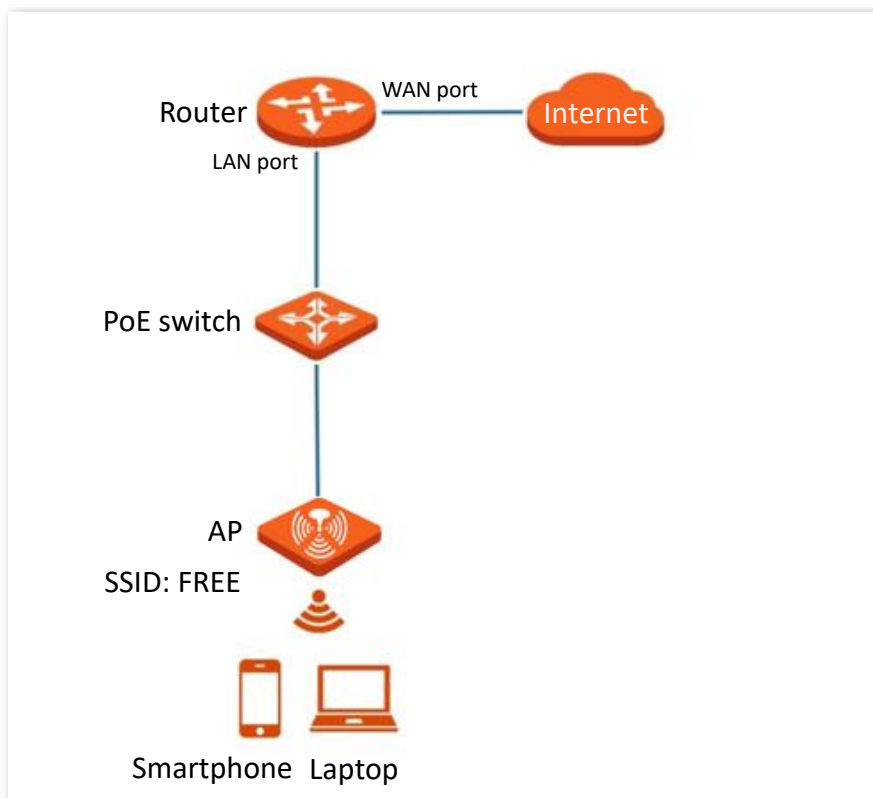 WAN port
Router
Internet
LAN port
PoE switch
AP
SSID: FREE
Smartphone Laptop